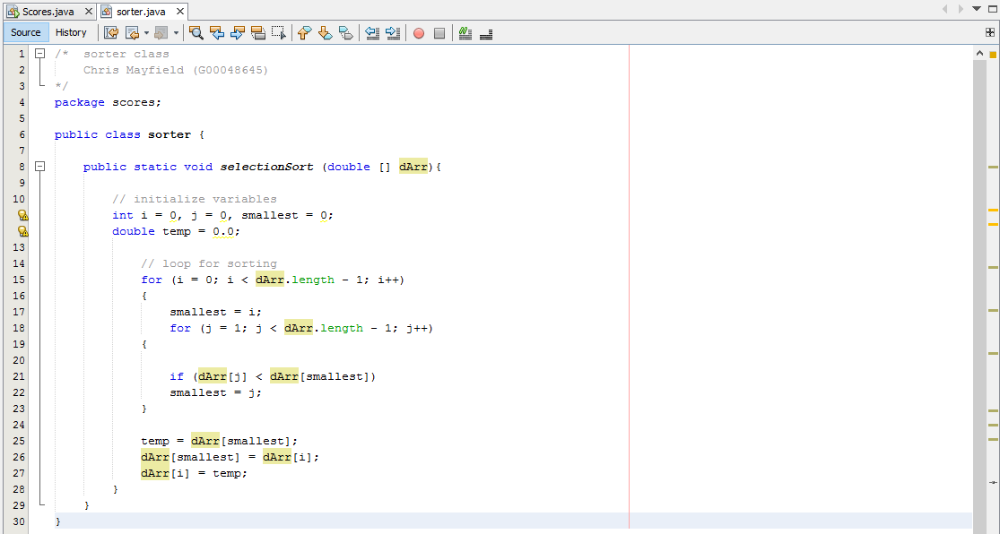 Scores.java sorter.java
Source History
1 /*  sorter class
2     Chris Mayfield (G00048645)
3 */
4 package scores;
5
6 public class sorter {
7
8     public static void selectionSort (double [] dArr){
9
10         // initialize variables
        int i = 0, j = 0, smallest = 0;
        double temp = 0.0;
13
14             // loop for sorting
15             for (i = 0; i < dArr.length - 1; i++)
16             {
17                 smallest = i;
18                 for (j = 1; j < dArr.length - 1; j++)
19             {
20
21                 if (dArr[j] < dArr[smallest])
22                 smallest = j;
23             }
24
25             temp = dArr[smallest];
26             dArr[smallest] = dArr[i];
27             dArr[i] = temp;
28         }
29     }
30 }